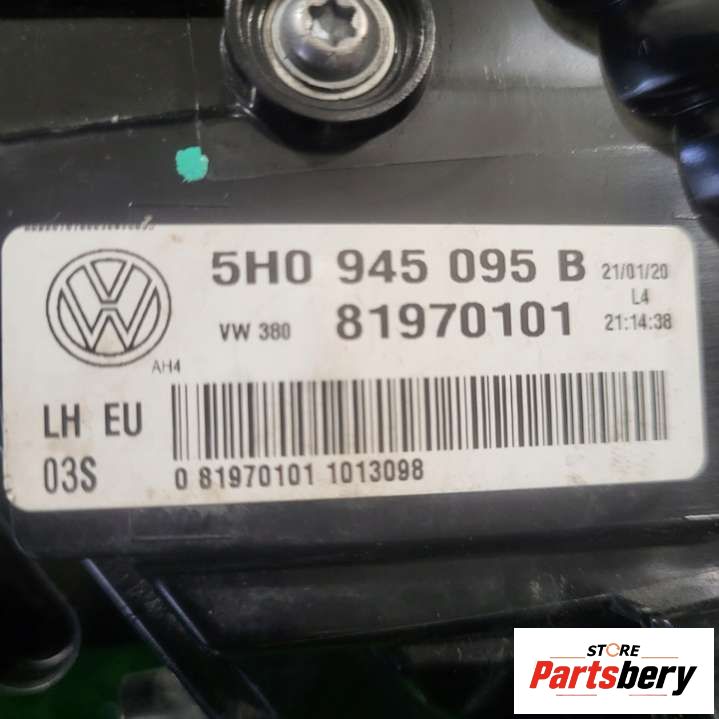 5H0 945 095 B 21/01/20
L4
VW 380 81970101 21:14:38
AH4
LH EU
03S 0 81970101 1013098
STORE
Partsbery